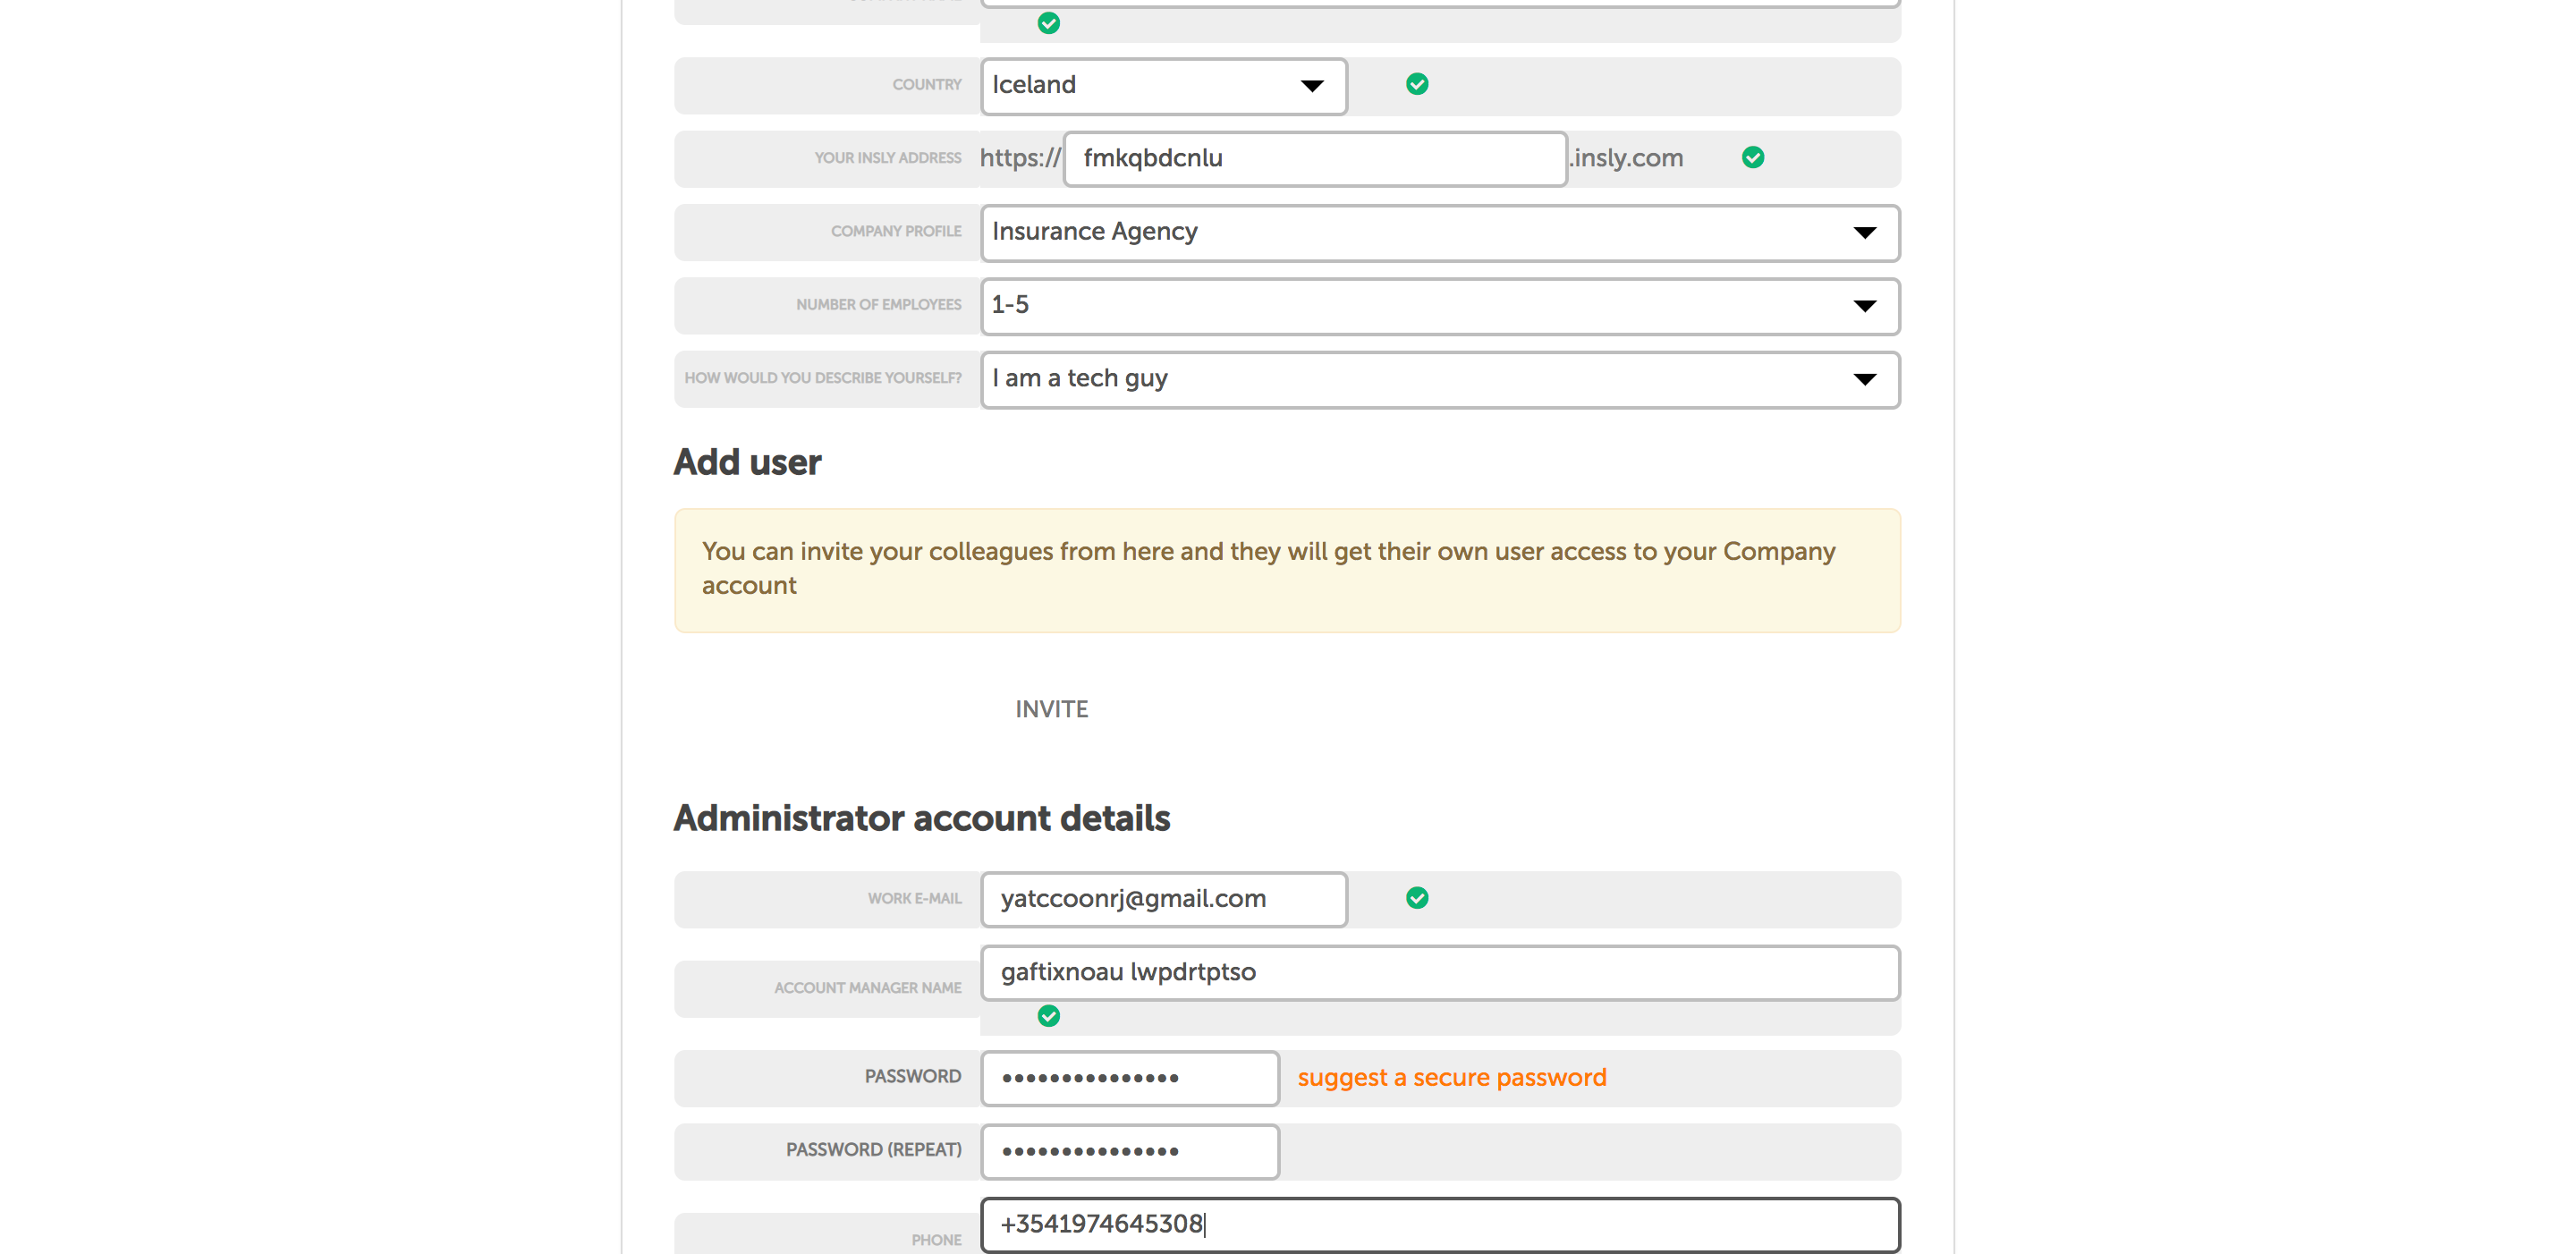 COUNTRY Iceland
YOUR INSLY ADDRESS https:// fmkqbdcnlu .insly.com
COMPANY PROFILE Insurance Agency
NUMBER OF EMPLOYEES 1-5
HOW WOULD YOU DESCRIBE YOURSELF? I am a tech guy
Add user
You can invite your colleagues from here and they will get their own user access to your Company
account
INVITE
Administrator account details
WORK E-MAIL yatccoonrj@gmail.com
ACCOUNT MANAGER NAME gaftixnoau lwpdrtptso
PASSWORD ••••••••••••••• suggest a secure password
PASSWORD (REPEAT) •••••••••••••••
PHONE +3541974645308